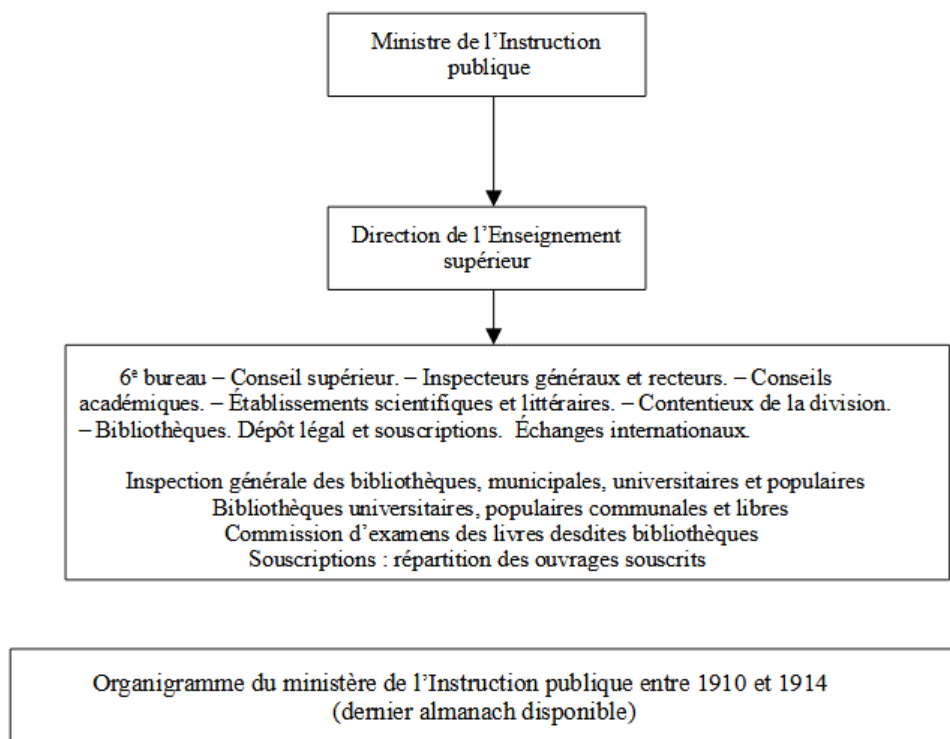 Ministre de l’Instruction
publique
Direction de l’Enseignement
supérieur
6e bureau – Conseil supérieur. – Inspecteurs généraux et recteurs. – Conseils
académiques. – Établissements scientifiques et littéraires. – Contentieux de la division.
– Bibliothèques. Dépôt légal et souscriptions. Échanges internationaux.
Inspection générale des bibliothèques, municipales, universitaires et populaires
Bibliothèques universitaires, populaires communales et libres
Commission d’examens des livres desdites bibliothèques
Souscriptions : répartition des ouvrages souscrits
Organigramme du ministère de l’Instruction publique entre 1910 et 1914
(dernier almanach disponible)